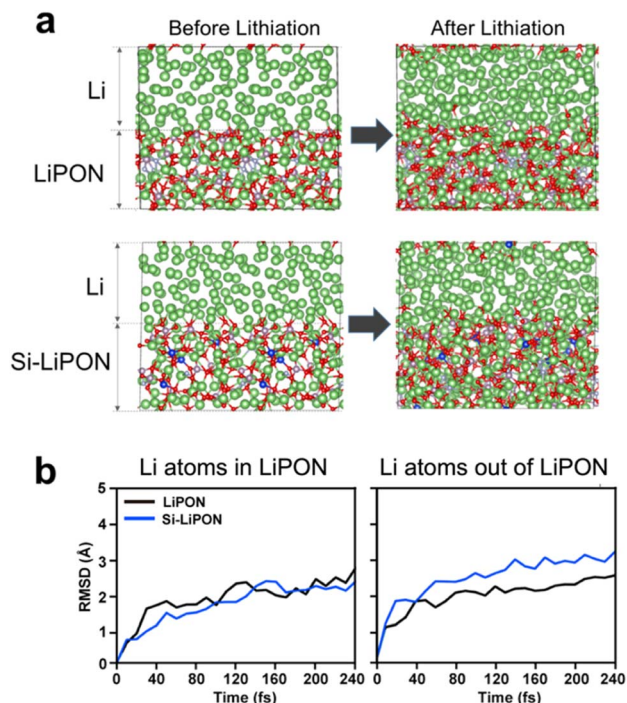 a
Before Lithiation
After Lithiation
Li
LiPON
Li
Si-LiPON
b
Li atoms in LiPON
Li atoms out of LiPON
LiPON
Si-LiPON
RMSD (Å)
5
4
3
2
1
0
0 40 80 120 160 200 240
0 40 80 120 160 200 240
Time (fs)
Time (fs)